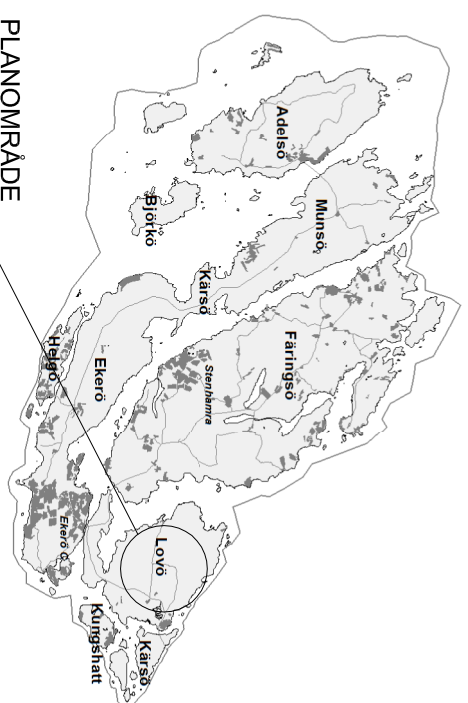 PLANOMRÅDE
Adelsö
Munsö
Björkö
Kärsö
Färingsö
Stenhamra
Helgö
Ekerö
Ekerö C
Lovö
Kungshatt
Kärsö